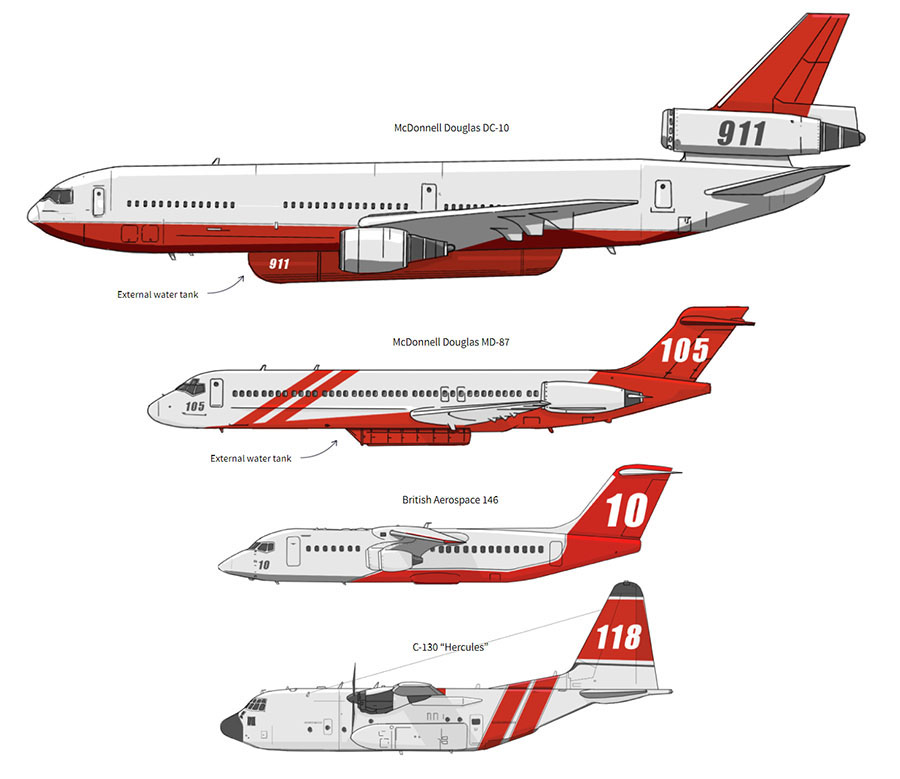 McDonnell Douglas DC-10
911
911
External water tank
McDonnell Douglas MD-87
105
105
External water tank
British Aerospace 146
10
10
C-130 “Hercules”
118